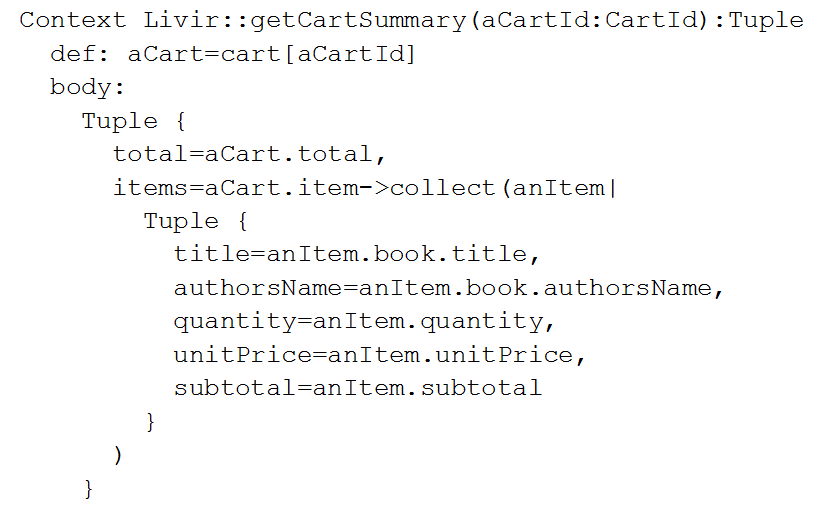 Context Livir::getCartSummary(aCartId:CartId):Tuple
  def: aCart=cart[aCartId]
  body:
    Tuple {
      total=aCart.total,
      items=aCart.item->collect(anItem|
        Tuple {
          title=anItem.book.title,
          authorsName=anItem.book.authorsName,
          quantity=anItem.quantity,
          unitPrice=anItem.unitPrice,
          subtotal=anItem.subtotal
        }
      )
    }